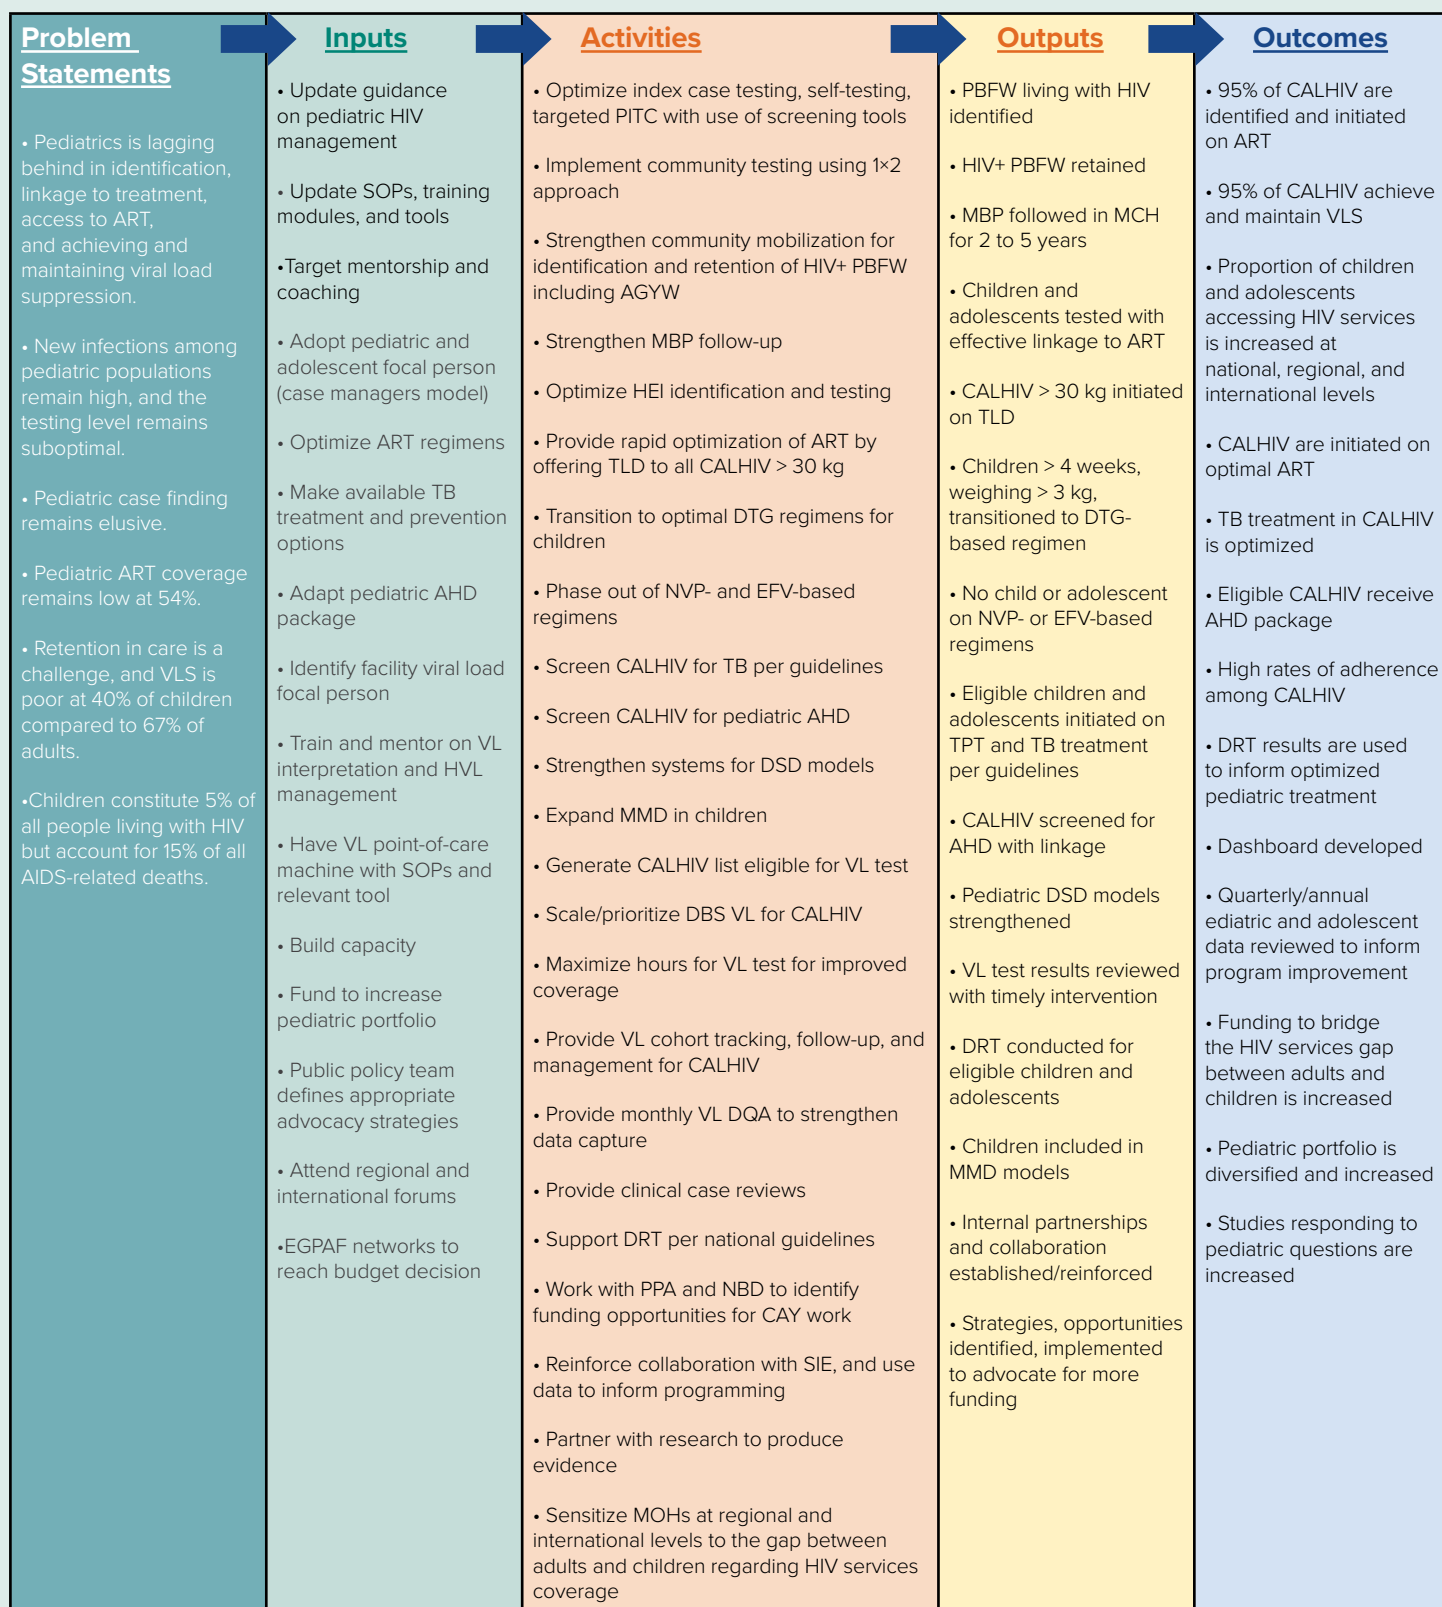 Problem
Statements
• Pediatrics is lagging
behind in identification,
linkage to treatment,
access to ART,
and achieving and
maintaining viral load
suppression.
• New infections among
pediatric populations
remain high, and the
testing level remains
suboptimal.
• Pediatric case finding
remains elusive.
• Pediatric ART coverage
remains low at 54%.
• Retention in care is a
challenge, and VLS is
poor at 40% of children
compared to 67% of
adults.
•Children constitute 5% of
all people living with HIV
but account for 15% of all
AIDS-related deaths.
Inputs
• Update guidance
on pediatric HIV
management
• Update SOPs, training
modules, and tools
•Target mentorship and
coaching
• Adopt pediatric and
adolescent focal person
(case managers model)
• Optimize ART regimens
• Make available TB
treatment and prevention
options
• Adapt pediatric AHD
package
• Identify facility viral load
focal person
• Train and mentor on VL
interpretation and HVL
management
• Have VL point-of-care
machine with SOPs and
relevant tool
• Build capacity
• Fund to increase
pediatric portfolio
• Public policy team
defines appropriate
advocacy strategies
• Attend regional and
international forums
•EGPAF networks to
reach budget decision
Activities
• Optimize index case testing, self-testing,
targeted PITC with use of screening tools
• Implement community testing using 1×2
approach
• Strengthen community mobilization for
identification and retention of HIV+ PBFW
including AGYW
• Strengthen MBP follow-up
• Optimize HEI identification and testing
• Provide rapid optimization of ART by
offering TLD to all CALHIV > 30 kg
• Transition to optimal DTG regimens for
children
• Phase out of NVP- and EFV-based
regimens
• Screen CALHIV for TB per guidelines
• Screen CALHIV for pediatric AHD
• Strengthen systems for DSD models
• Expand MMD in children
• Generate CALHIV list eligible for VL test
• Scale/prioritize DBS VL for CALHIV
• Maximize hours for VL test for improved
coverage
• Provide VL cohort tracking, follow-up, and
management for CALHIV
• Provide monthly VL DQA to strengthen
data capture
• Provide clinical case reviews
• Support DRT per national guidelines
• Work with PPA and NBD to identify
funding opportunities for CAY work
• Reinforce collaboration with SIE, and use
data to inform programming
• Partner with research to produce
evidence
• Sensitize MOHs at regional and
international levels to the gap between
adults and children regarding HIV services
coverage
Outputs
• PBFW living with HIV
identified
• HIV+ PBFW retained
• MBP followed in MCH
for 2 to 5 years
• Children and
adolescents tested with
effective linkage to ART
• CALHIV > 30 kg initiated
on TLD
• Children > 4 weeks,
weighing > 3 kg,
transitioned to DTG-
based regimen
• No child or adolescent
on NVP- or EFV-based
regimens
• Eligible children and
adolescents initiated on
TPT and TB treatment
per guidelines
• CALHIV screened for
AHD with linkage
• Pediatric DSD models
strengthened
• VL test results reviewed
with timely intervention
• DRT conducted for
eligible children and
adolescents
• Children included in
MMD models
• Internal partnerships
and collaboration
established/reinforced
• Strategies, opportunities
identified, implemented
to advocate for more
funding
Outcomes
• 95% of CALHIV are
identified and initiated
on ART
• 95% of CALHIV achieve
and maintain VLS
• Proportion of children
and adolescents
accessing HIV services
is increased at
national, regional, and
international levels
• CALHIV are initiated on
optimal ART
• TB treatment in CALHIV
is optimized
• Eligible CALHIV receive
AHD package
• High rates of adherence
among CALHIV
• DRT results are used
to inform optimized
pediatric treatment
• Dashboard developed
• Quarterly/annual
ediatric and adolescent
data reviewed to inform
program improvement
• Funding to bridge
the HIV services gap
between adults and
children is increased
• Pediatric portfolio is
diversified and increased
• Studies responding to
pediatric questions are
increased